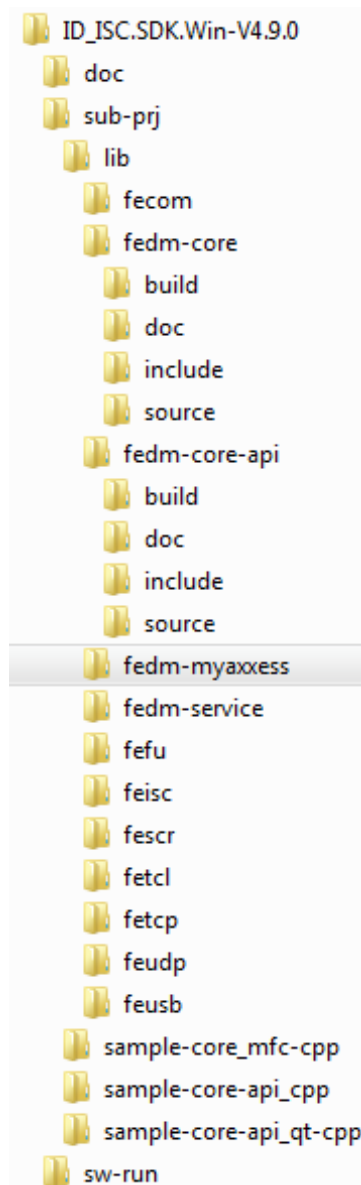 ID_ISC.SDK.Win-V4.9.0
doc
sub-prj
lib
fecom
fedm-core
build
doc
include
source
fedm-core-api
build
doc
include
source
fedm-myaxxess
fedm-service
fefu
feisc
fescr
fetcl
fetcp
feudp
feusb
sample-core_mfc-cpp
sample-core-api_cpp
sample-core-api_qt-cpp
sw-run